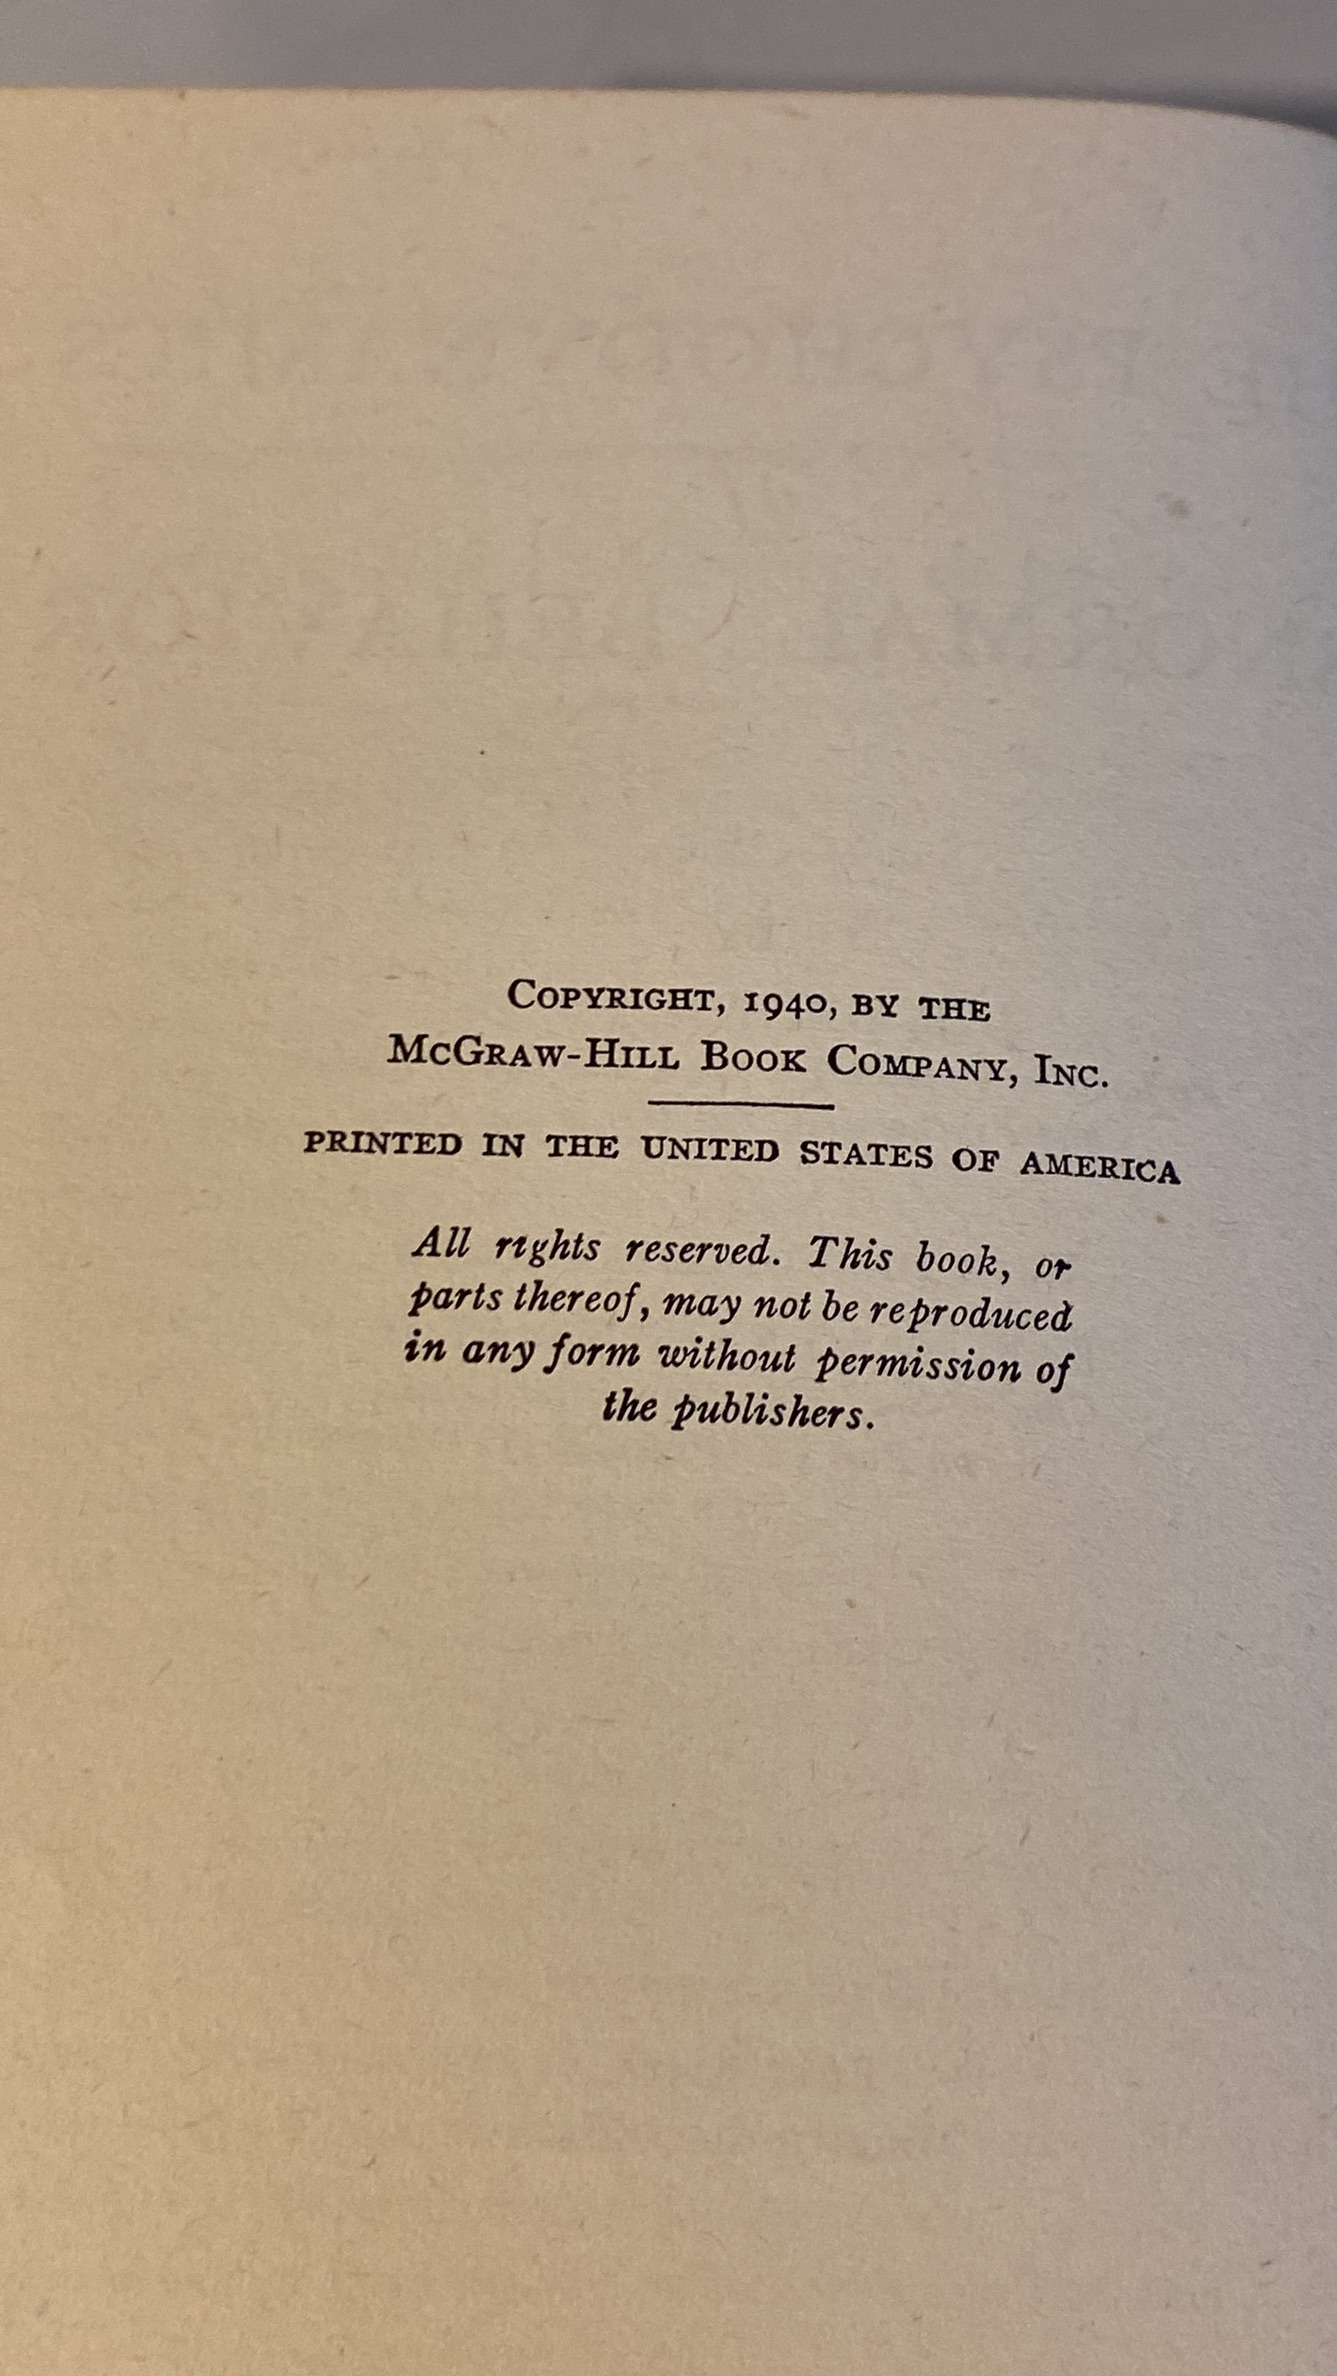 COPYRIGHT, 1940, BY THE
MCGRAW-HILL BOOK COMPANY, INC.
PRINTED IN THE UNITED STATES OF AMERICA
All rights reserved. This book, or
parts thereof, may not be reproduced
in any form without permission of
the publishers.